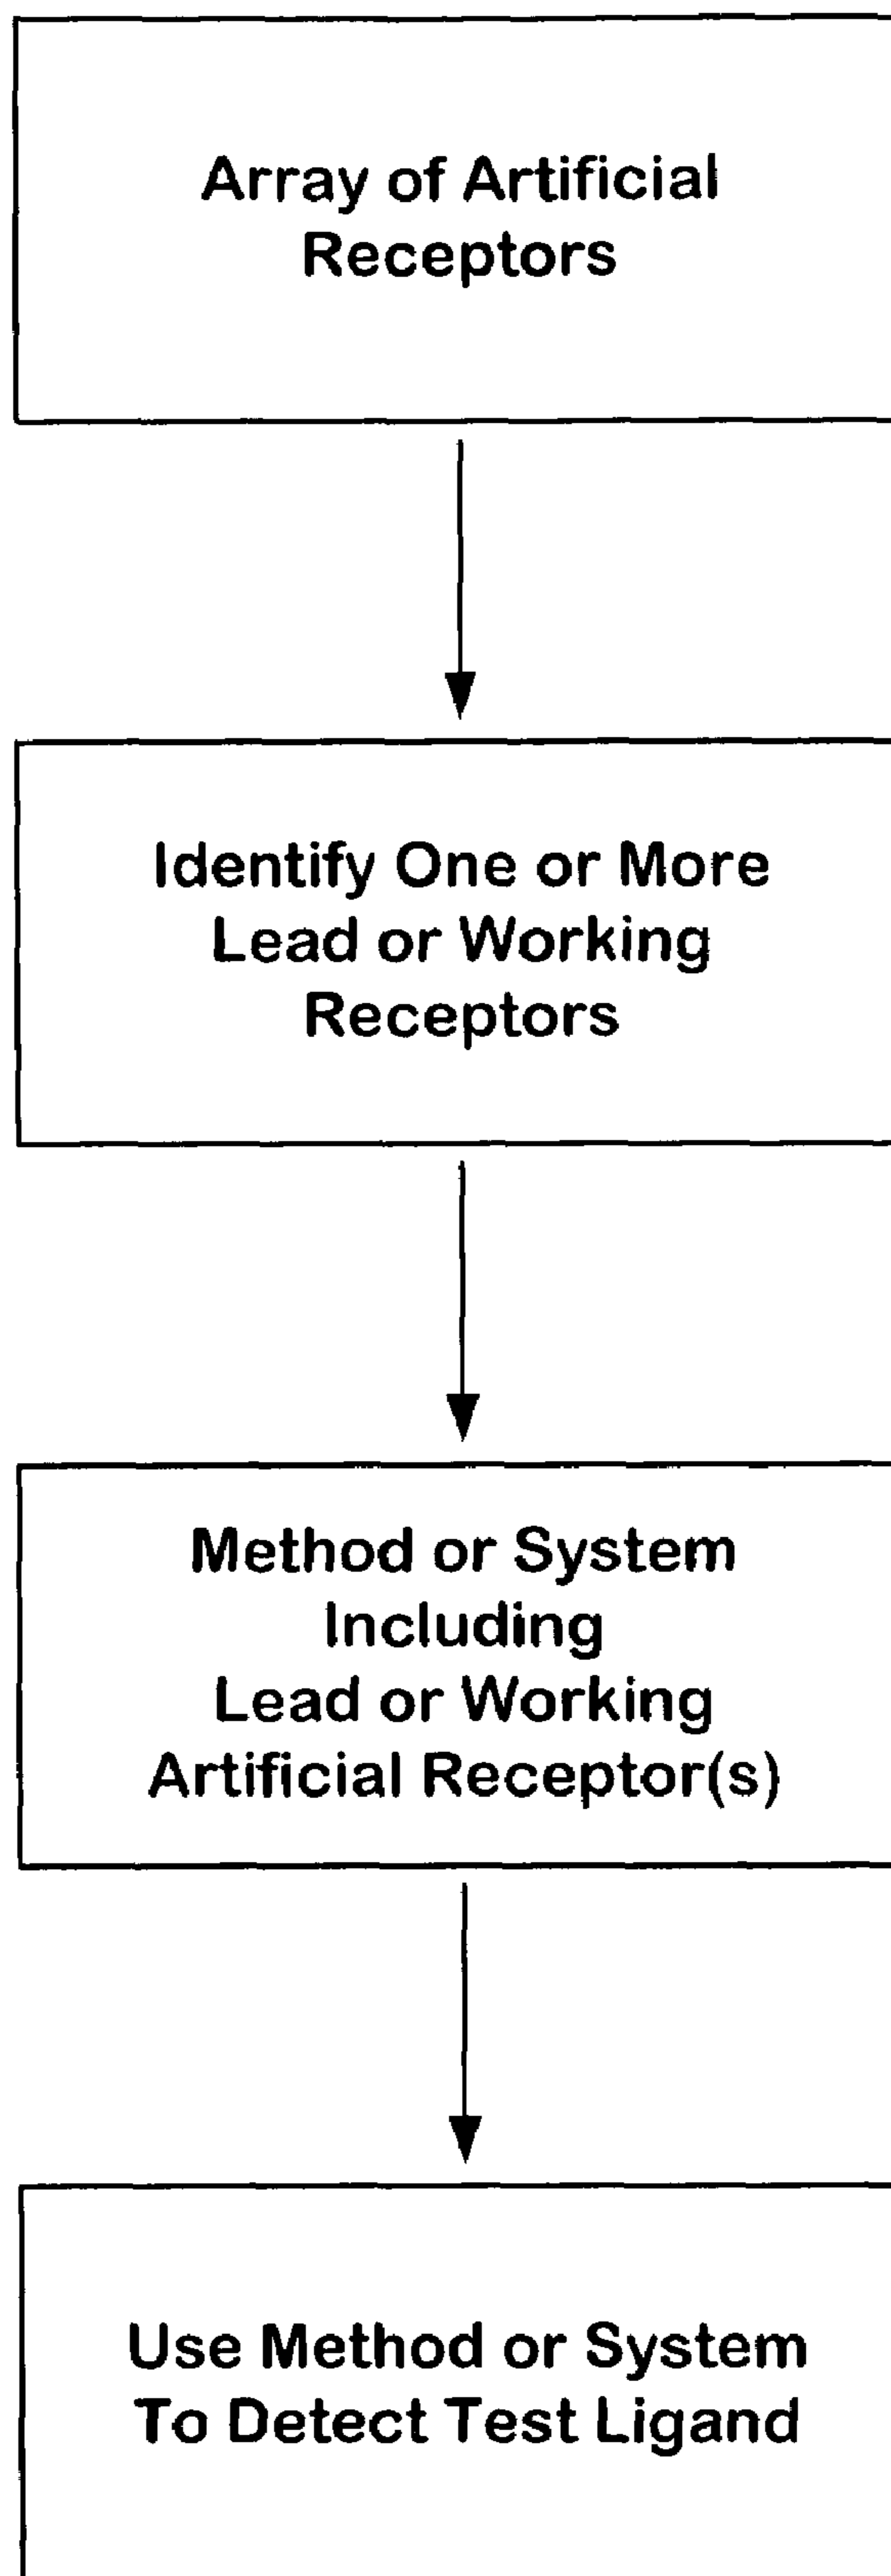 Array of Artificial
Receptors
Identify One or More
Lead or Working
Receptors
Method or System
Including
Lead or Working
Artificial Receptor(s)
Use Method or System
To Detect Test Ligand